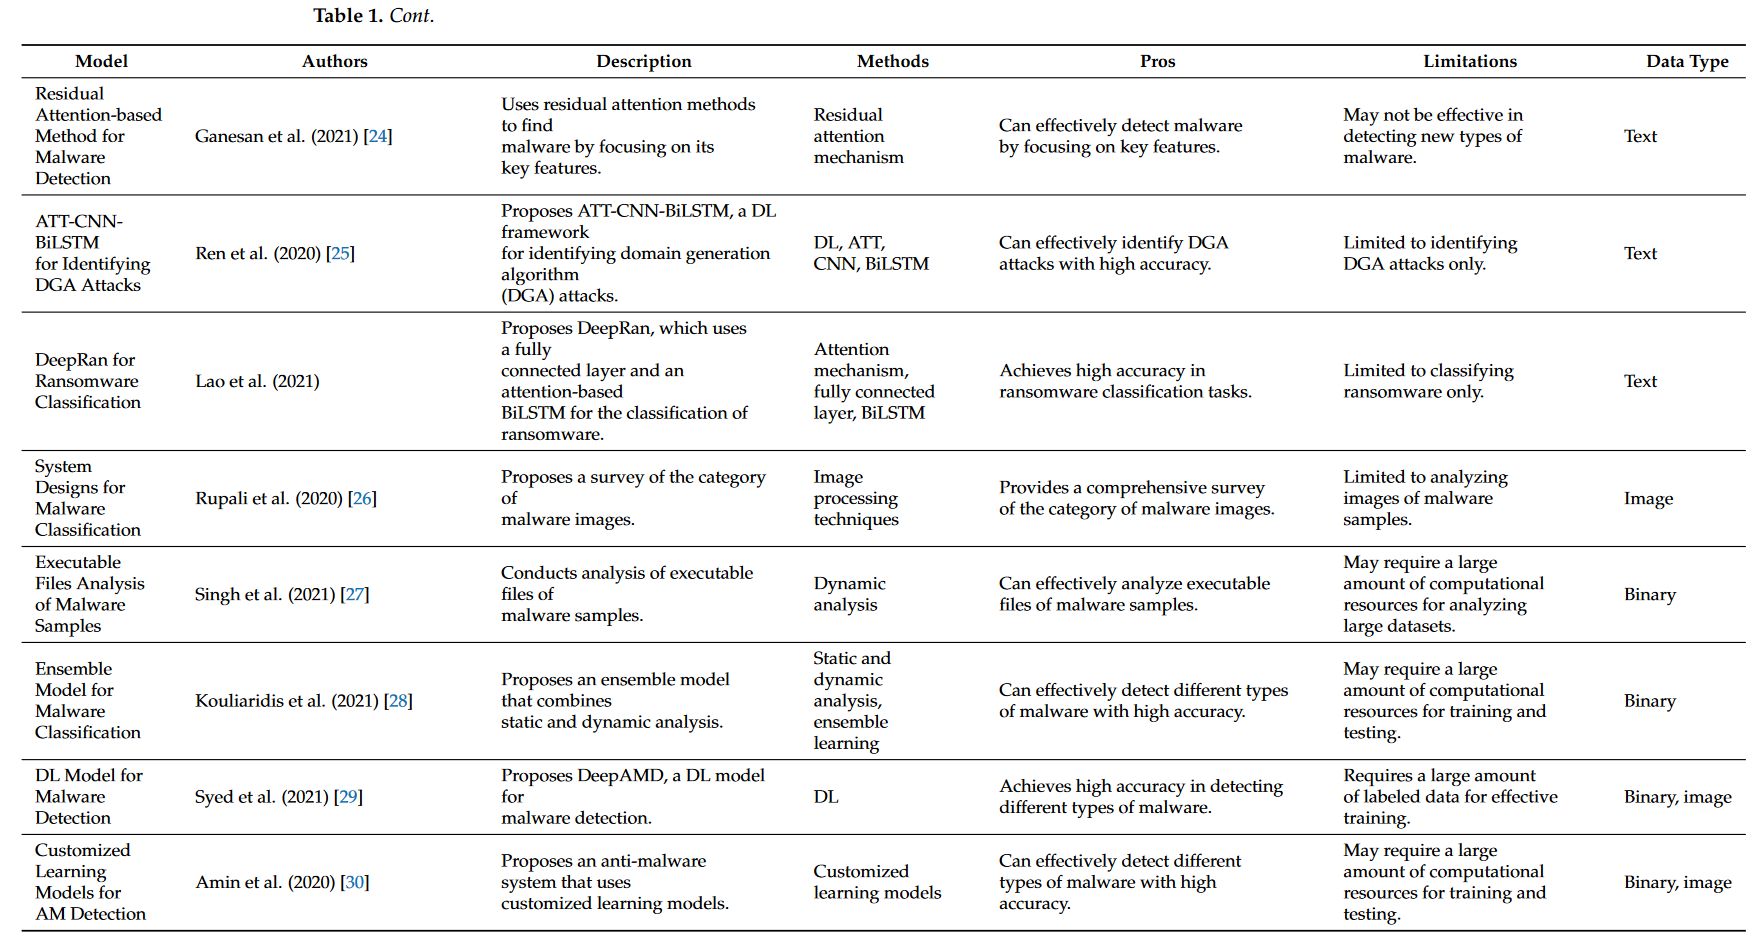 Table 1. Cont.
Model Authors Description Methods Pros Limitations Data Type
Residual
Attention-based
Method for
Malware
Detection
Ganesan et al. (2021) [24]
Uses residual attention methods
to find
malware by focusing on its
key features.
Residual
attention
mechanism
Can effectively detect malware
by focusing on key features.
May not be effective in
detecting new types of
malware.
Text
ATT-CNN-
BiLSTM
for Identifying
DGA Attacks
Ren et al. (2020) [25]
Proposes ATT-CNN-BiLSTM, a DL
framework
for identifying domain generation
algorithm
(DGA) attacks.
DL, ATT,
CNN, BiLSTM
Can effectively identify DGA
attacks with high accuracy.
Limited to identifying
DGA attacks only.
Text
DeepRan for
Ransomware
Classification
Lao et al. (2021)
Proposes DeepRan, which uses
a fully
connected layer and an
attention-based
BiLSTM for the classification of
ransomware.
Attention
mechanism,
fully connected
layer, BiLSTM
Achieves high accuracy in
ransomware classification tasks.
Limited to classifying
ransomware only.
Text
System
Designs for
Malware
Classification
Rupali et al. (2020) [26]
Proposes a survey of the category
of
malware images.
Image
processing
techniques
Provides a comprehensive survey
of the category of malware images.
Limited to analyzing
images of malware
samples.
Image
Executable
Files Analysis
of Malware
Samples
Singh et al. (2021) [27]
Conducts analysis of executable
files of
malware samples.
Dynamic
analysis
Can effectively analyze executable
files of malware samples.
May require a large
amount of computational
resources for analyzing
large datasets.
Binary
Ensemble
Model for
Malware
Classification
Kouliaridis et al. (2021) [28]
Proposes an ensemble model
that combines
static and dynamic analysis.
Static and
dynamic
analysis,
ensemble
learning
Can effectively detect different types
of malware with high accuracy.
May require a large
amount of computational
resources for training and
testing.
Binary
DL Model for
Malware
Detection
Syed et al. (2021) [29]
Proposes DeepAMD, a DL model
for
malware detection.
DL
Achieves high accuracy in detecting
different types of malware.
Requires a large amount
of labeled data for effective
training.
Binary, image
Customized
Learning
Models for
AM Detection
Amin et al. (2020) [30]
Proposes an anti-malware
system that uses
customized learning models.
Customized
learning models
Can effectively detect different
types of malware with high
accuracy.
May require a large
amount of computational
resources for training and
testing.
Binary, image